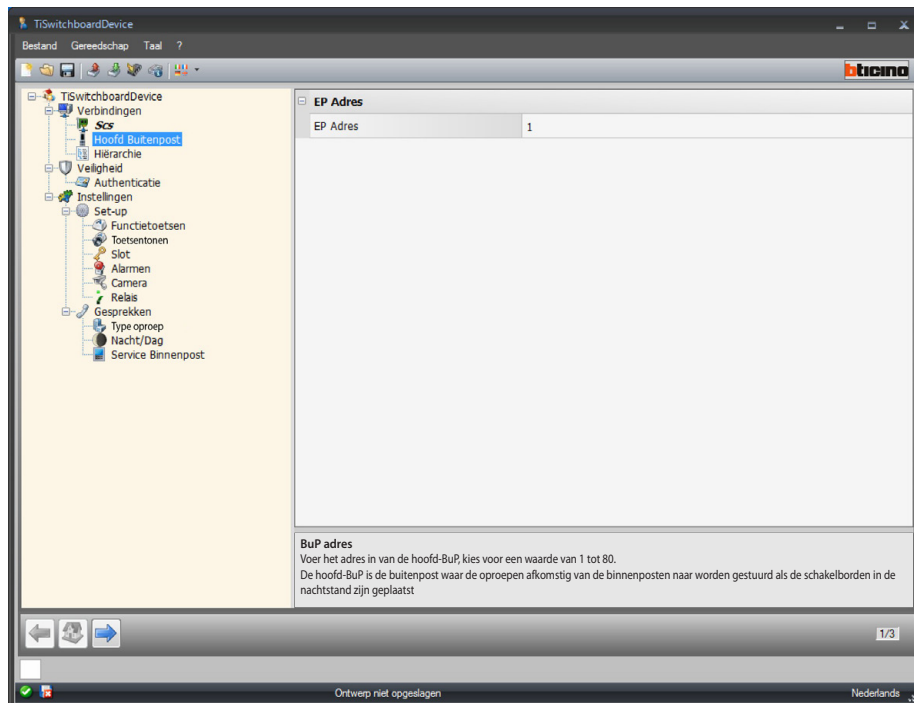 TiSwitchboardDevice
Bestand Gereedschap Taal ?
bticino
TiSwitchboardDevice
Verbindingen
Scs
Hoofd Buitenpost
Hiërarchie
Veiligheid
Authenticatie
Instellingen
Set-up
Functietoetsen
Toetsentonen
Slot
Alarmen
Camera
Relais
Gesprekken
Type oproep
Nacht/Dag
Service Binnenpost
EP Adres
EP Adres 1
BuP adres
Voer het adres in van de hoofd-BuP, kies voor een waarde van 1 tot 80.
De hoofd-BuP is de buitenpost waar de oproepen afkomstig van de binnenposten naar worden gestuurd als de schakelborden in de
nachtstand zijn geplaatst
1/3
Ontwerp niet opgeslagen Nederlands